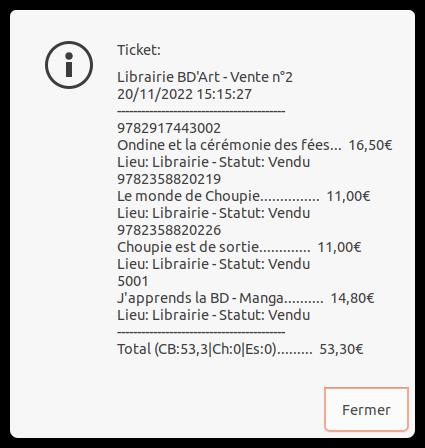 Ticket:
Librairie BD'Art - Vente n°2
20/11/2022 15:15:27
------------------------------------------
9782917443002
Ondine et la cérémonie des fées... 16,50€
Lieu: Librairie - Statut: Vendu
9782358820219
Le monde de Choupie............... 11,00€
Lieu: Librairie - Statut: Vendu
9782358820226
Choupie est de sortie............. 11,00€
Lieu: Librairie - Statut: Vendu
5001
J'apprends la BD - Manga.......... 14,80€
Lieu: Librairie - Statut: Vendu
------------------------------------------
Total (CB:53,3|Ch:0|Es:0)......... 53,30€
Fermer